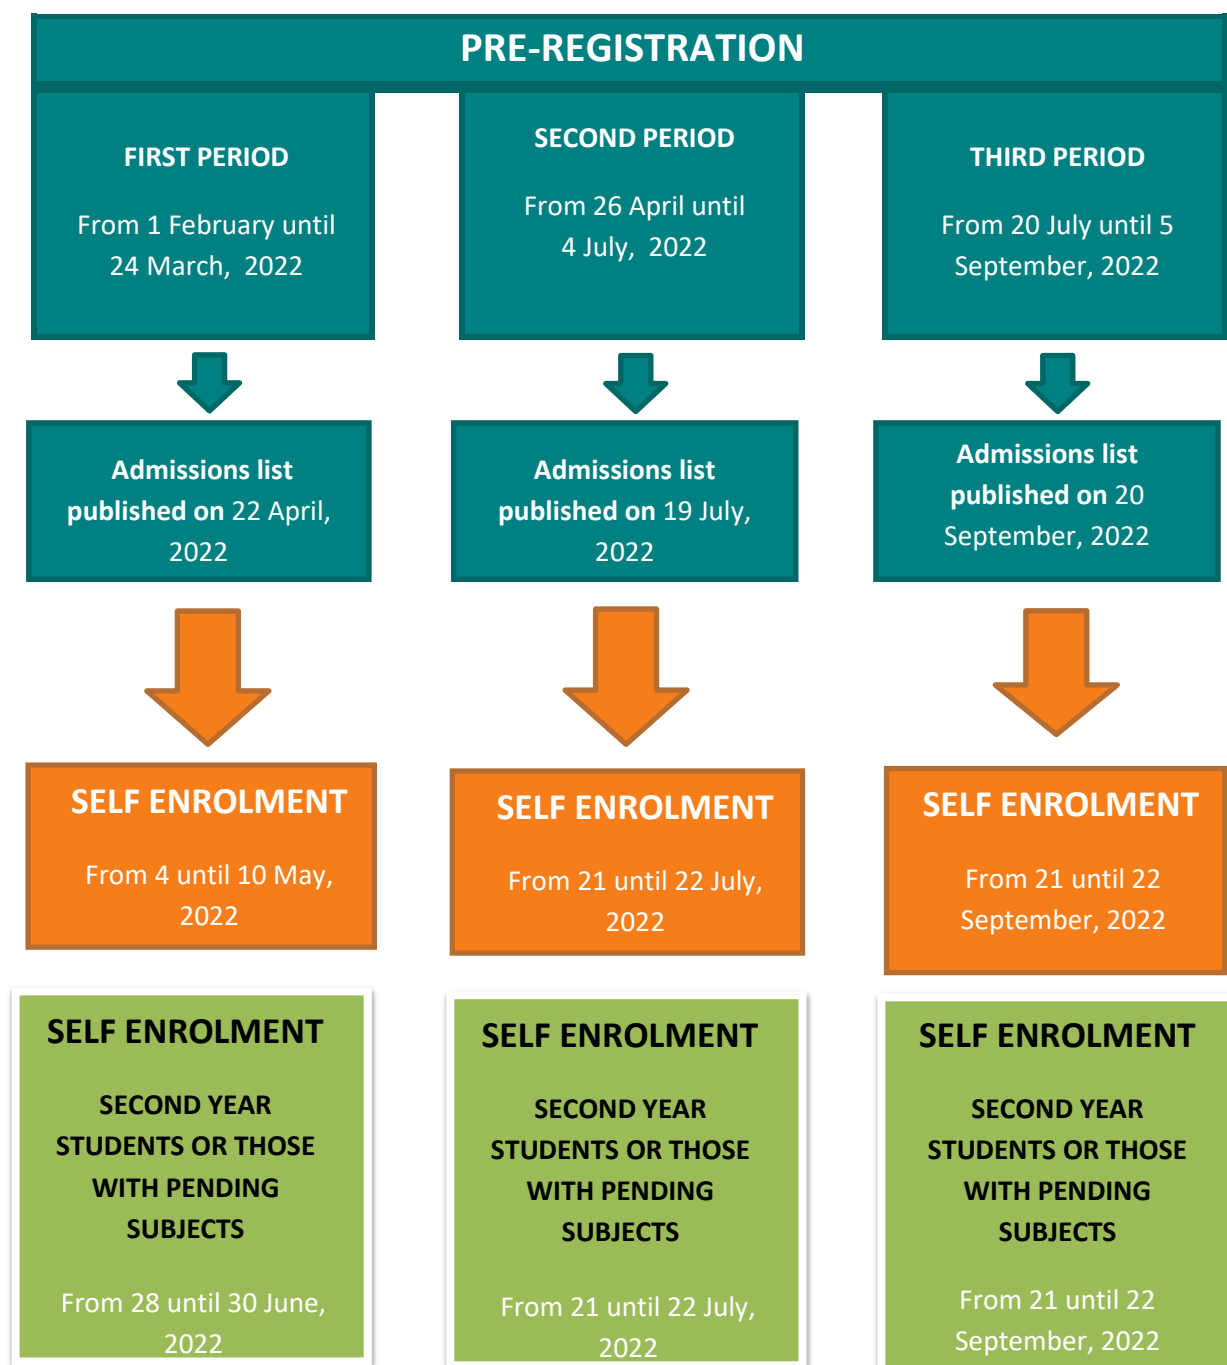 PRE-REGISTRATION
FIRST PERIOD
From 1 February until
24 March, 2022
SECOND PERIOD
From 26 April until
4 July, 2022
THIRD PERIOD
From 20 July until 5
September, 2022
Admissions list
published on 22 April,
2022
Admissions list
published on 19 July,
2022
Admissions list
published on 20
September, 2022
SELF ENROLMENT
From 4 until 10 May,
2022
SELF ENROLMENT
From 21 until 22 July,
2022
SELF ENROLMENT
From 21 until 22
September, 2022
SELF ENROLMENT
SECOND YEAR
STUDENTS OR THOSE
WITH PENDING
SUBJECTS
From 28 until 30 June,
2022
SELF ENROLMENT
SECOND YEAR
STUDENTS OR THOSE
WITH PENDING
SUBJECTS
From 21 until 22 July,
2022
SELF ENROLMENT
SECOND YEAR
STUDENTS OR THOSE
WITH PENDING
SUBJECTS
From 21 until 22
September, 2022